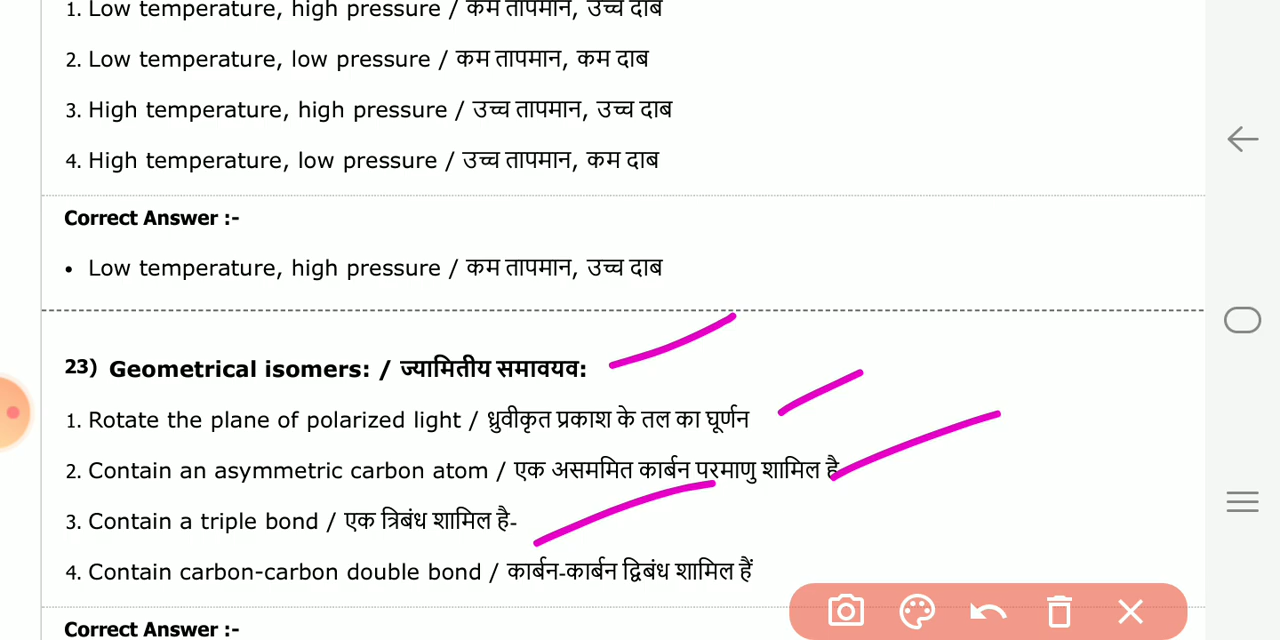 1. Low temperature, high pressure / कम तापमान, उच्च दाब
2. Low temperature, low pressure / कम तापमान, कम दाब
3. High temperature, high pressure / उच्च तापमान, उच्च दाब
4. High temperature, low pressure / उच्च तापमान, कम दाब
Correct Answer :-
• Low temperature, high pressure / कम तापमान, उच्च दाब
23) Geometrical isomers: / ज्यामितीय समावयव:
1. Rotate the plane of polarized light / ध्रुवीकृत प्रकाश के तल का घूर्णन
2. Contain an asymmetric carbon atom / एक असममित कार्बन परमाणु शामिल है
3. Contain a triple bond / एक त्रिबंध शामिल है-
4. Contain carbon-carbon double bond / कार्बन-कार्बन द्विबंध शामिल हैं
Correct Answer :-